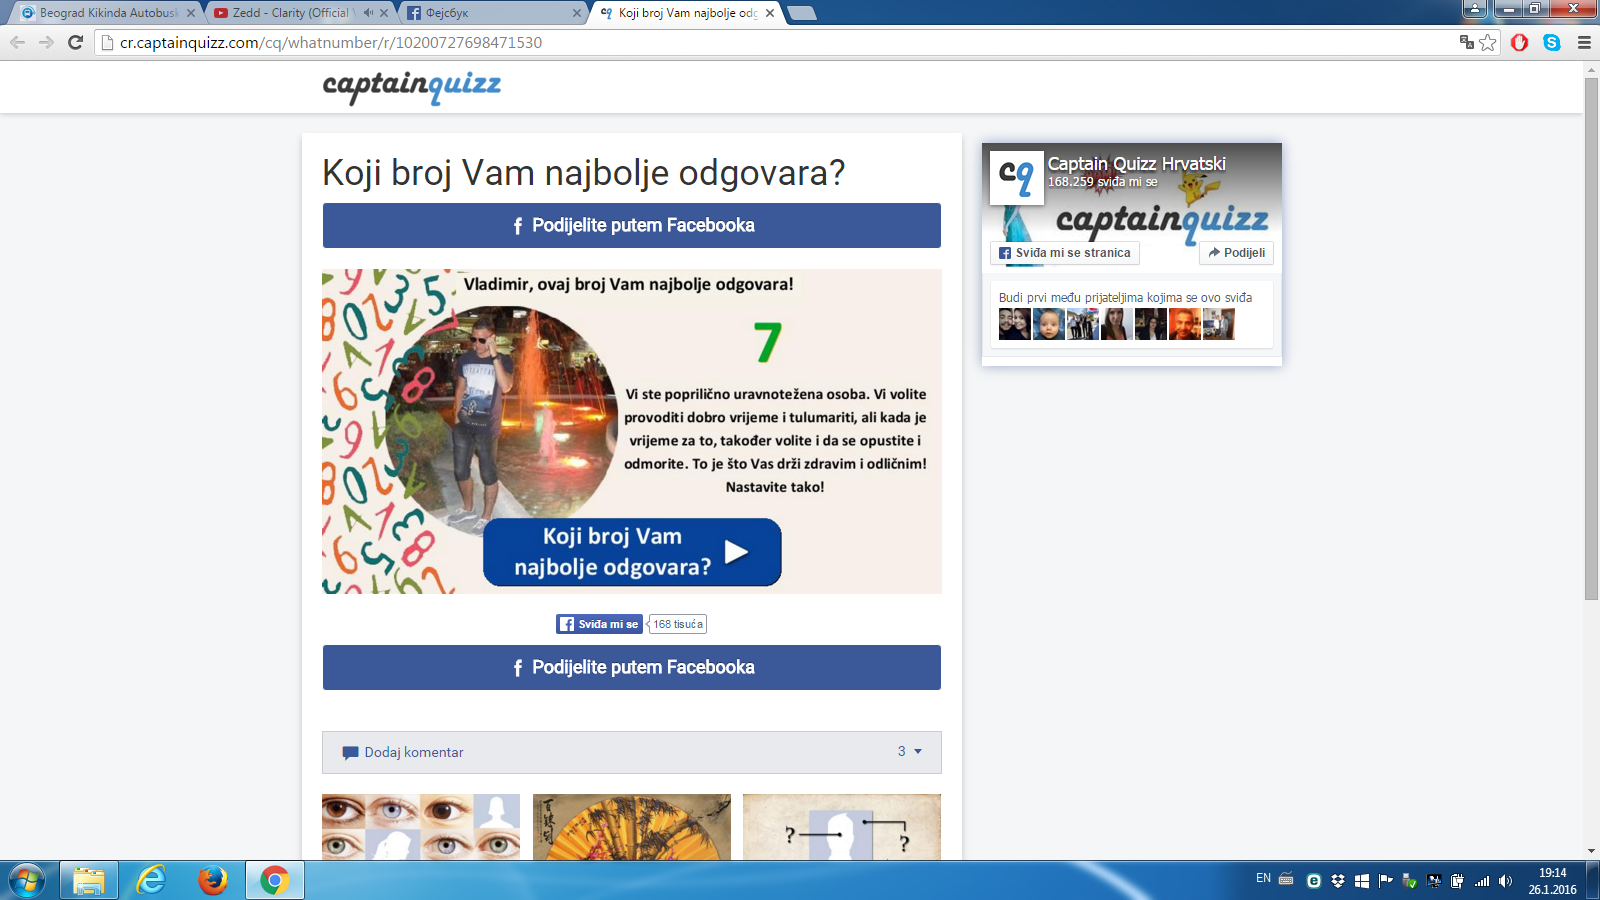 Beograd Kikinda Autobusk
Zedd - Clarity (Official
Фејсбук
Koji broj Vam najbolje odg
cr.captainquizz.com/cq/whatnumber/r/10200727698471530
captainquizz
Koji broj Vam najbolje odgovara?
Podijelite putem Facebooka
Vladimir, ovaj broj Vam najbolje odgovara!
7
Vi ste poprilično uravnotežena osoba. Vi volite
provoditi dobro vrijeme i tulumariti, ali kada je
vrijeme za to, također volite i da se opustite i
odmorite. To je što Vas drži zdravim i odličnim!
Nastavite tako!
Koji broj Vam
najbolje odgovara?
Sviđa mi se
168 tisuća
Podijelite putem Facebooka
Dodaj komentar
3
cq
Captain Quizz Hrvatski
168.259 sviđa mi se
captainquizz
Sviđa mi se stranica
Podijeli
Budi prvi među prijateljima kojima se ovo sviđa
?
?
EN
19:14
26.1.2016